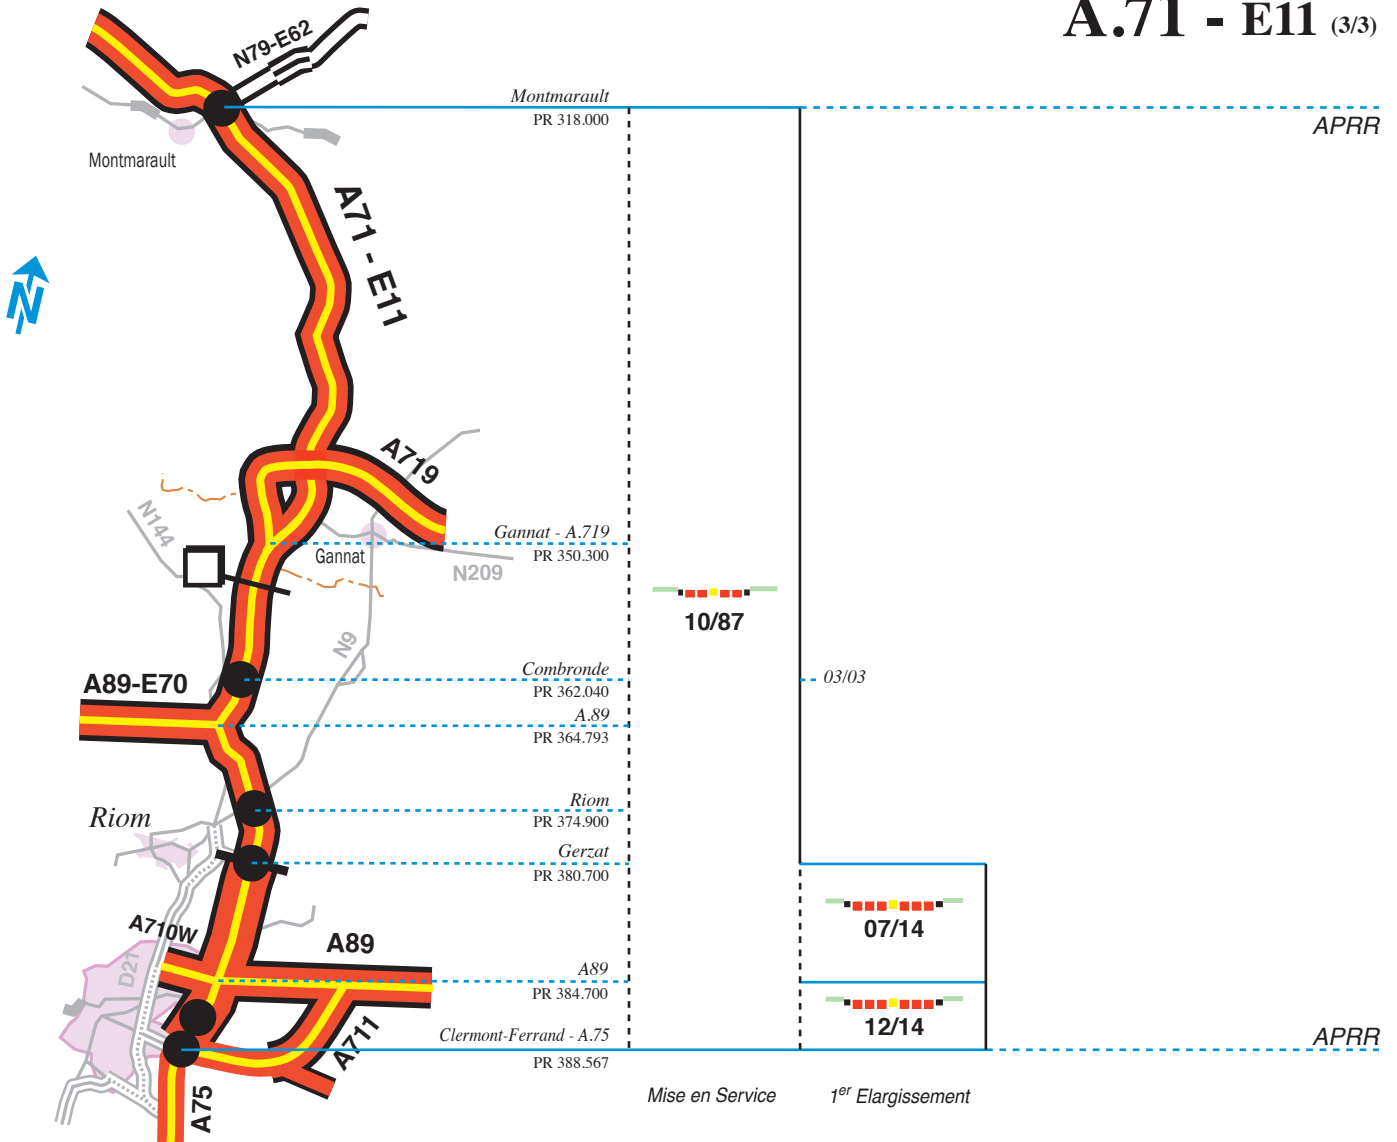 A.71 - E11 (3/3)
N79-E62
Montmarault
PR 318.000
APRR
Montmarault
A71 - E11
N
A719
N144
Gannat - A.719
PR 350.300
Gannat
N209
10/87
N9
Combronde
PR 362.040
03/03
A89-E70
A.89
PR 364.793
Riom
PR 374.900
Riom
Gerzat
PR 380.700
07/14
A710W
A89
D21
A89
PR 384.700
12/14
Clermont-Ferrand - A.75
PR 388.567
APRR
A711
A75
Mise en Service
1er Elargissement